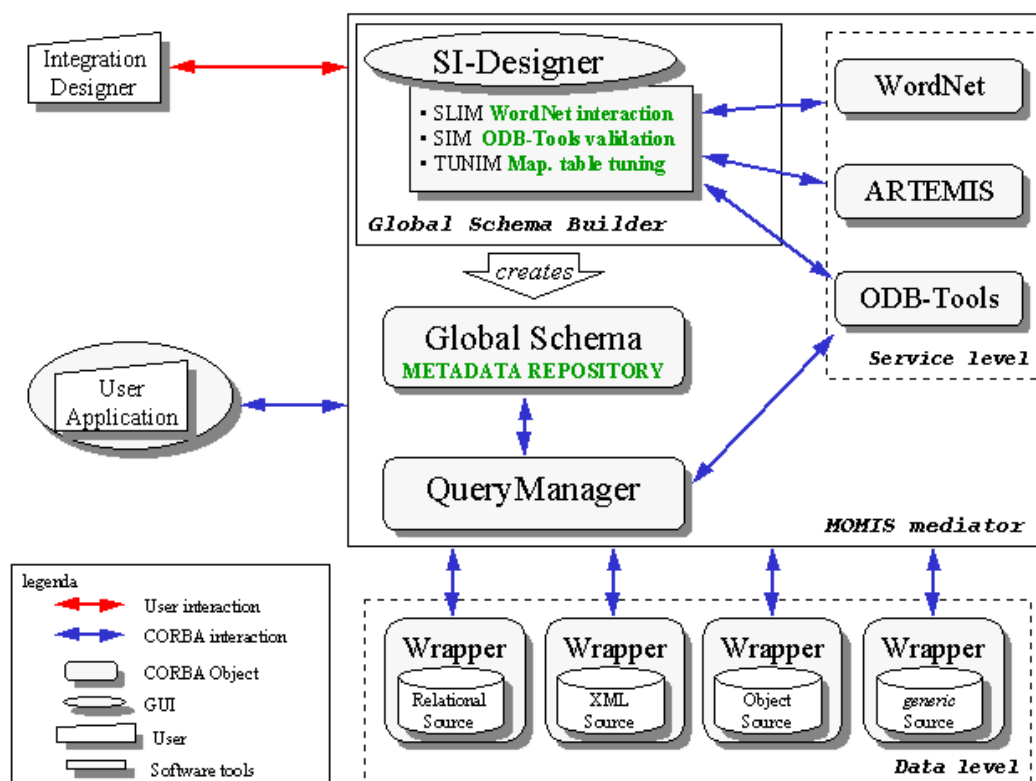 Integration
Designer
SI-Designer
▪ SLIM WordNet interaction
▪ SIM ODB-Tools validation
▪ TUNIM Map. table tuning
Global Schema Builder
WordNet
ARTEMIS
ODB-Tools
Service level
creates
Global Schema
METADATA REPOSITORY
User
Application
QueryManager
MOMIS mediator
legenda
User interaction
CORBA interaction
CORBA Object
GUI
User
Software tools
Wrapper
Relational
Source
Wrapper
XML
Source
Wrapper
Object
Source
Wrapper
generic
Source
Data level